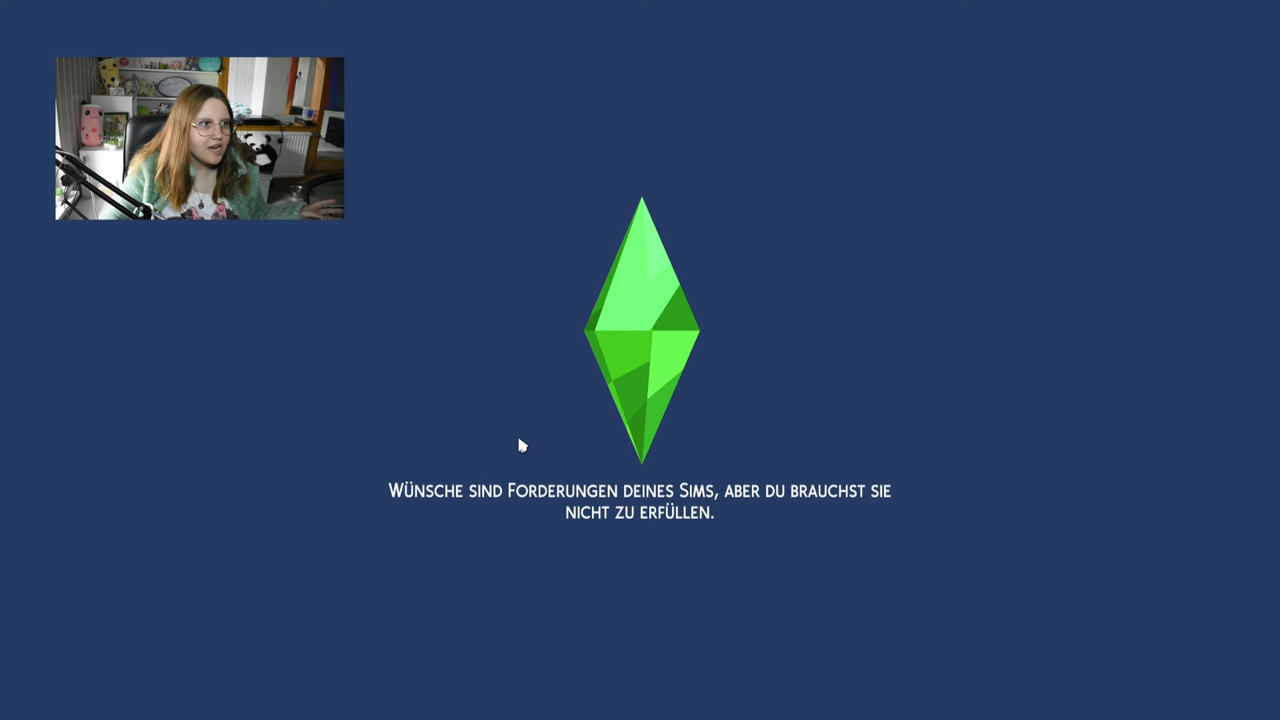 Wünsche sind Forderungen deines Sims, aber du brauchst sie
nicht zu erfüllen.